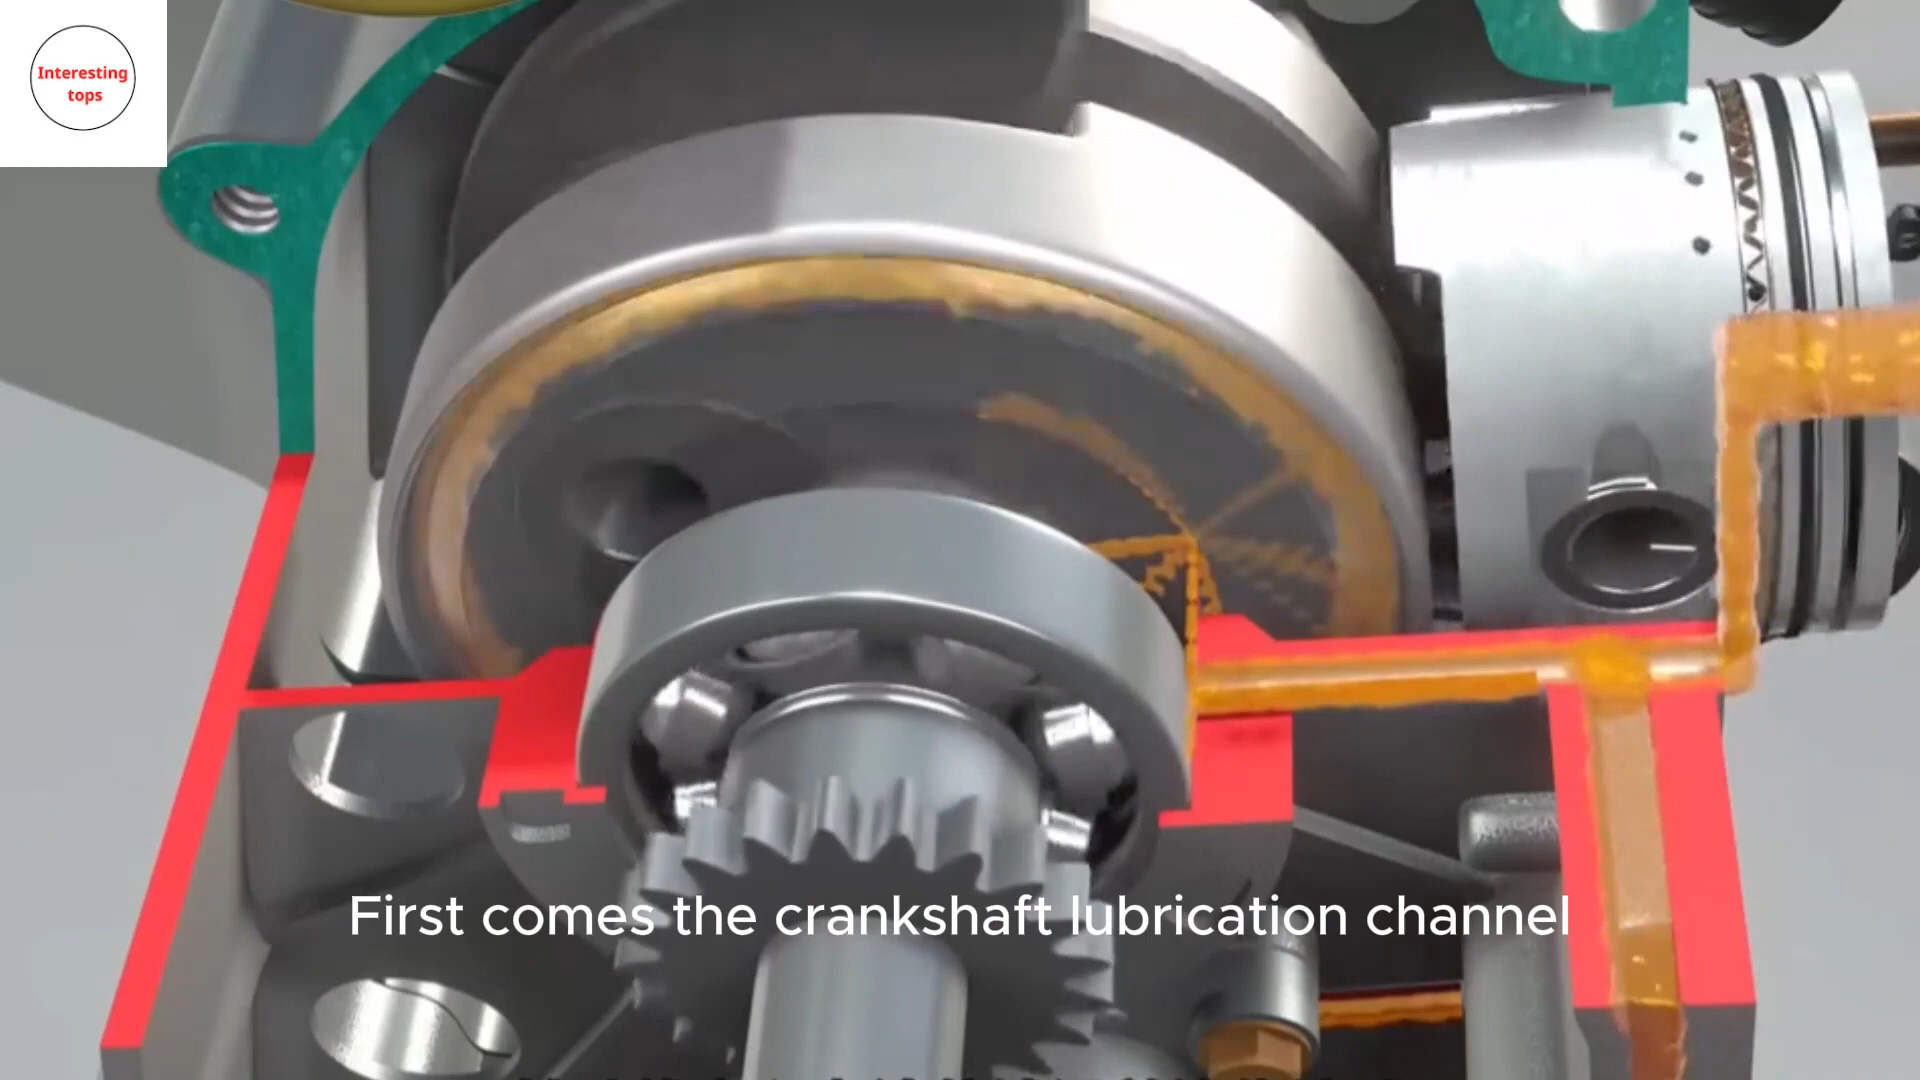 Interesting
tops
First comes the crankshaft lubrication channel